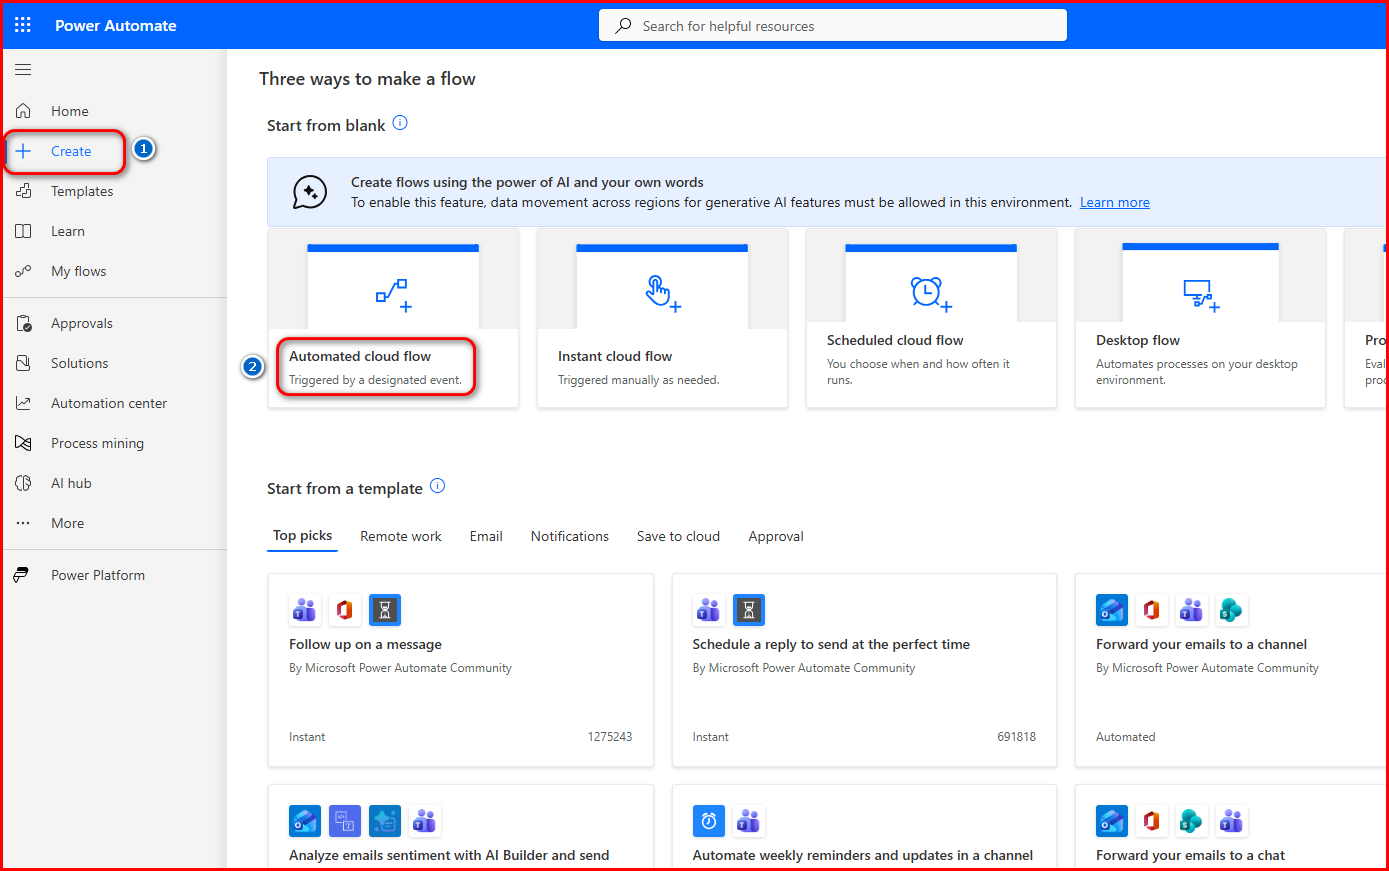 Power Automate
Search for helpful resources
Home
Create
1
Templates
Learn
My flows
Approvals
Solutions
Automation center
Process mining
AI hub
More
Power Platform
Three ways to make a flow
Start from blank
Create flows using the power of AI and your own words
To enable this feature, data movement across regions for generative AI features must be allowed in this environment. Learn more
2
Automated cloud flow
Triggered by a designated event.
Instant cloud flow
Triggered manually as needed.
Scheduled cloud flow
You choose when and how often it
runs.
Desktop flow
Automates processes on your desktop
environment.
Pro
Eval
proc
Start from a template
Top picks
Remote work
Email
Notifications
Save to cloud
Approval
Follow up on a message
By Microsoft Power Automate Community
Instant
1275243
Schedule a reply to send at the perfect time
By Microsoft Power Automate Community
Instant
691818
Forward your emails to a channel
By Microsoft Power Automate Community
Automated
Analyze emails sentiment with AI Builder and send
Automate weekly reminders and updates in a channel
Forward your emails to a chat